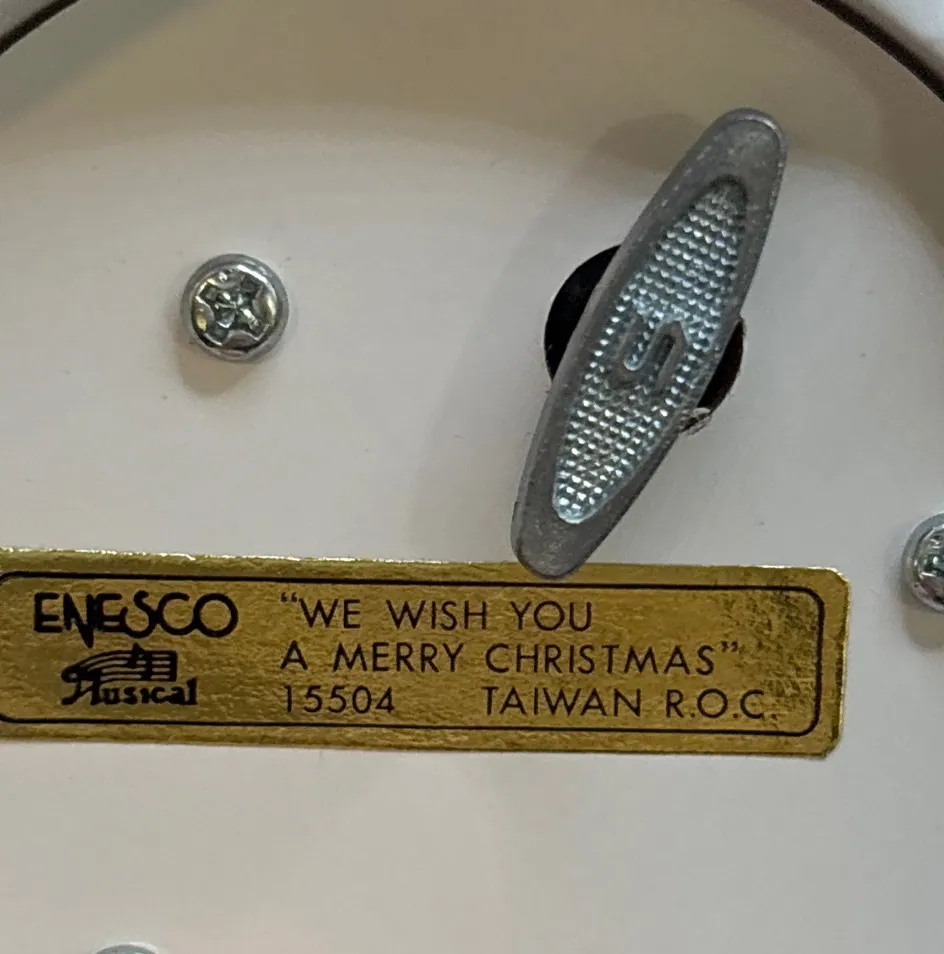 S
ENESCO
Musical
“WE WISH YOU
A MERRY CHRISTMAS”
15504 TAIWAN R.O.C.